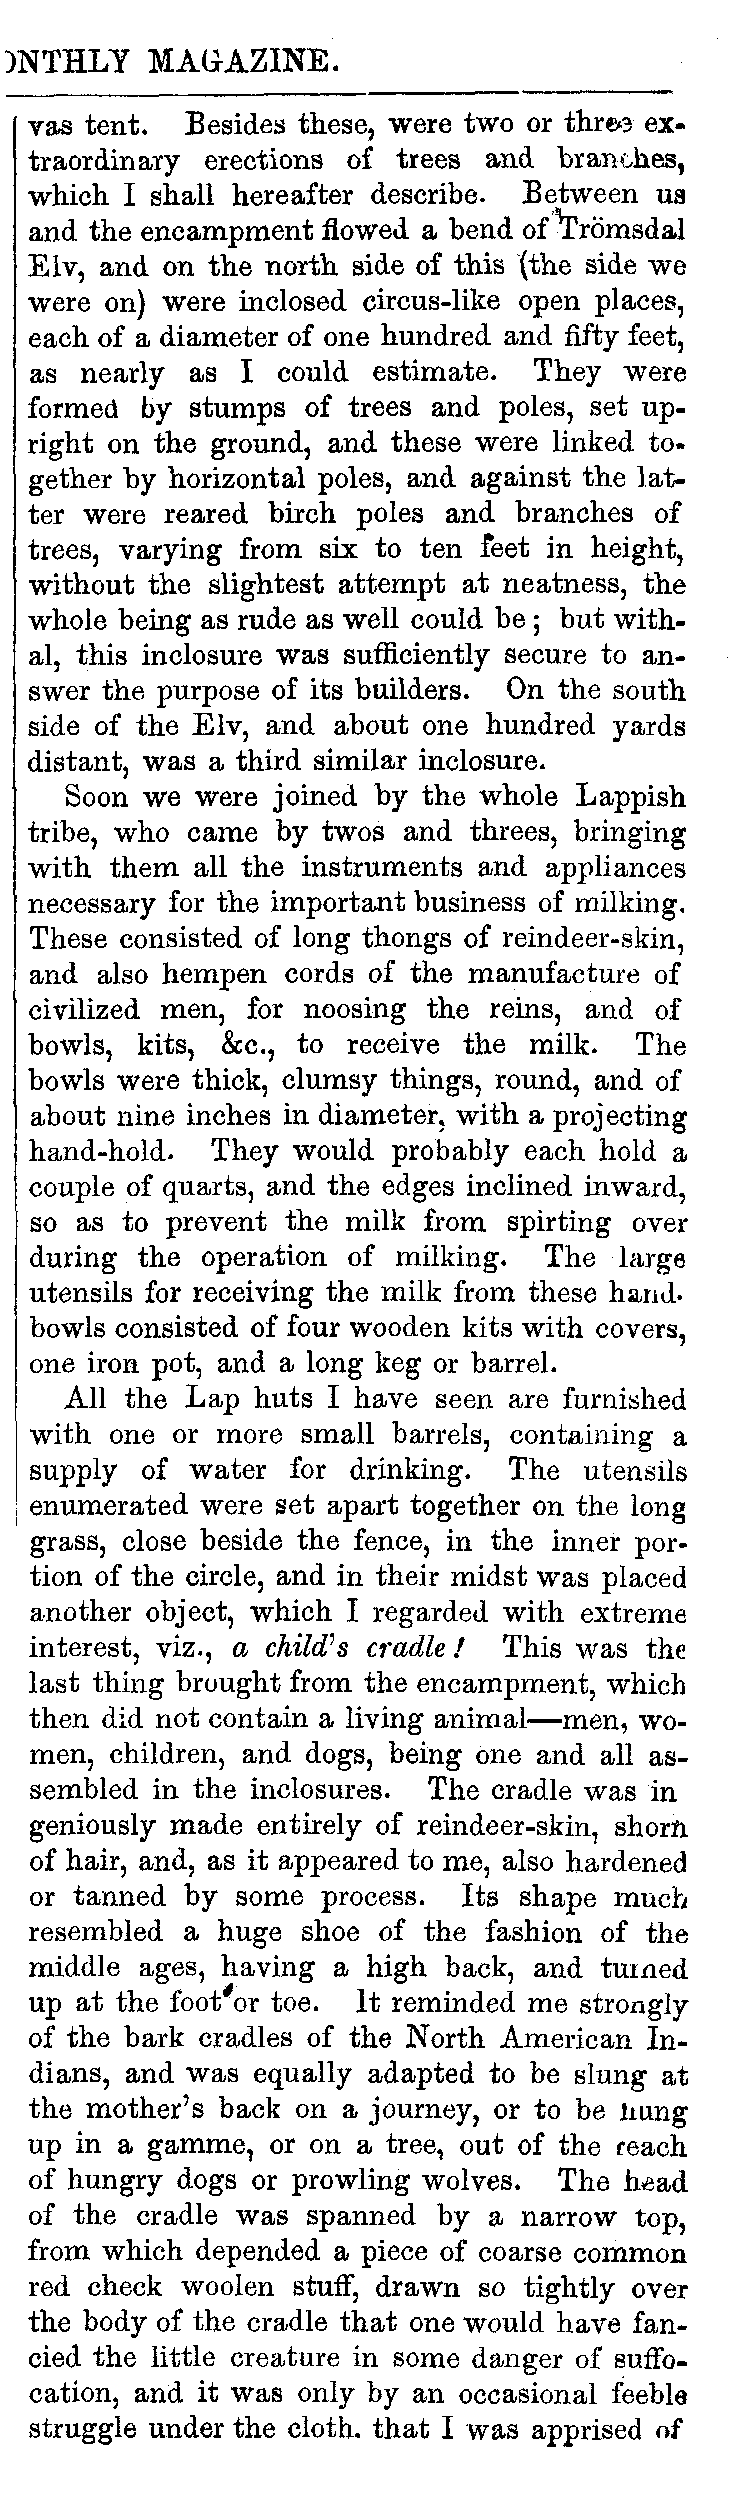 ONTHLY MAGAZINE.
vas tent. Besides these, were two or three ex-
traordinary erections of trees and branches,
which I shall hereafter describe. Between us
and the encampment flowed a bend of Trömsdal
Elv, and on the north side of this (the side we
were on) were inclosed circus-like open places,
each of a diameter of one hundred and fifty feet,
as nearly as I could estimate. They were
formed by stumps of trees and poles, set up-
right on the ground, and these were linked to-
gether by horizontal poles, and against the lat-
ter were reared birch poles and branches of
trees, varying from six to ten feet in height,
without the slightest attempt at neatness, the
whole being as rude as well could be; but with-
al, this inclosure was sufficiently secure to an-
swer the purpose of its builders. On the south
side of the Elv, and about one hundred yards
distant, was a third similar inclosure.
Soon we were joined by the whole Lappish
tribe, who came by twos and threes, bringing
with them all the instruments and appliances
necessary for the important business of milking.
These consisted of long thongs of reindeer-skin,
and also hempen cords of the manufacture of
civilized men, for noosing the reins, and of
bowls, kits, &c., to receive the milk. The
bowls were thick, clumsy things, round, and of
about nine inches in diameter, with a projecting
hand-hold. They would probably each hold a
couple of quarts, and the edges inclined inward,
so as to prevent the milk from spirting over
during the operation of milking. The large
utensils for receiving the milk from these hand-
bowls consisted of four wooden kits with covers,
one iron pot, and a long keg or barrel.
All the Lap huts I have seen are furnished
with one or more small barrels, containing a
supply of water for drinking. The utensils
enumerated were set apart together on the long
grass, close beside the fence, in the inner por-
tion of the circle, and in their midst was placed
another object, which I regarded with extreme
interest, viz., a child's cradle! This was the
last thing brought from the encampment, which
then did not contain a living animal—men, wo-
men, children, and dogs, being one and all as-
sembled in the inclosures. The cradle was in
geniously made entirely of reindeer-skin, shorn
of hair, and, as it appeared to me, also hardened
or tanned by some process. Its shape much
resembled a huge shoe of the fashion of the
middle ages, having a high back, and turned
up at the foot or toe. It reminded me strongly
of the bark cradles of the North American In-
dians, and was equally adapted to be slung at
the mother's back on a journey, or to be hung
up in a gamme, or on a tree, out of the reach
of hungry dogs or prowling wolves. The head
of the cradle was spanned by a narrow top,
from which depended a piece of coarse common
red check woolen stuff, drawn so tightly over
the body of the cradle that one would have fan-
cied the little creature in some danger of suffo-
cation, and it was only by an occasional feeble
struggle under the cloth. that I was apprised of